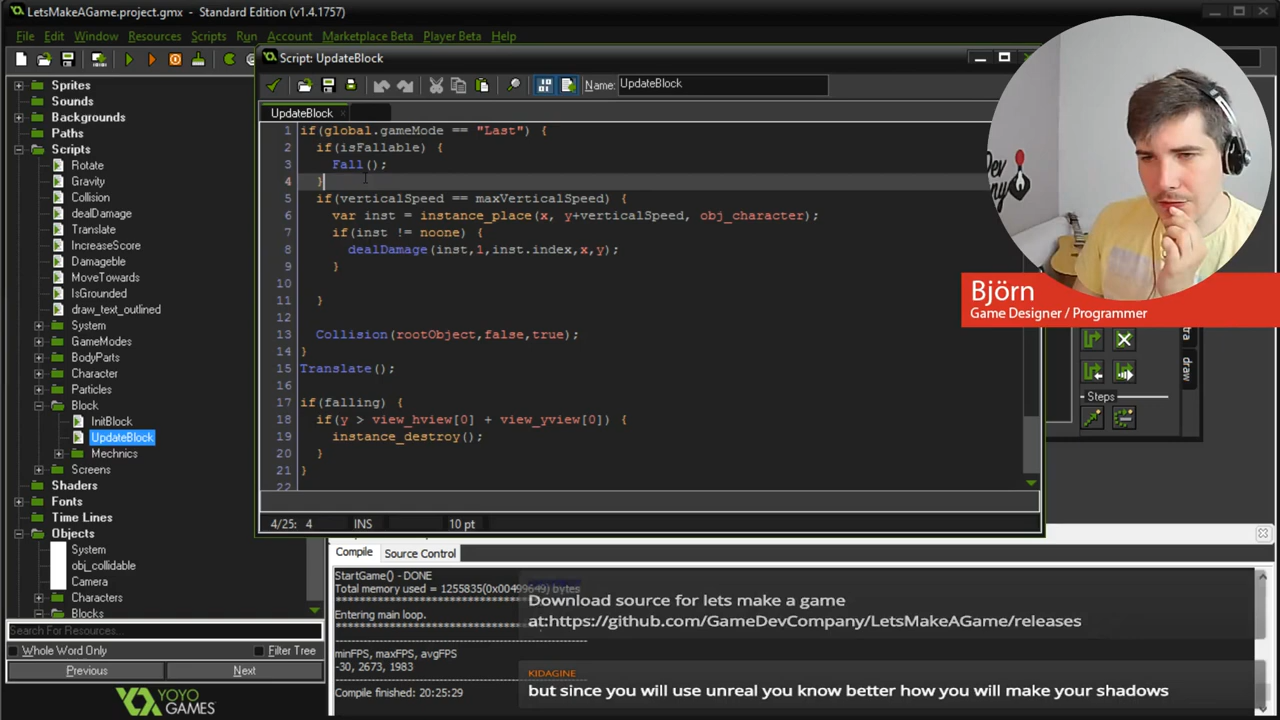 LetsMakeAGame.project.gmx - Standard Edition (v1.4.1757)
File Edit Window Resources Scripts Run Account Marketplace Beta Player Beta Help
Script: UpdateBlock
Name: UpdateBlock
UpdateBlock
1 if(global.gameMode == "Last") {
2 if(isFallable) {
3 Fall();
4 }
5 if(verticalSpeed == maxVerticalSpeed) {
6 var inst = instance_place(x, y+verticalSpeed, obj_character);
7 if(inst != noone) {
8 dealDamage(inst,1,inst.index,x,y);
9 }
10
11 }
12
13 Collision(rootObject,false,true);
14 }
15 Translate();
16
17 if(falling) {
18 if(y > view_hview[0] + view_yview[0]) {
19 instance_destroy();
20 }
21 }
22
4/25: 4 INS 10 pt
Sprites
Sounds
Backgrounds
Paths
Scripts
Rotate
Gravity
Collision
dealDamage
Translate
IncreaseScore
Damageble
MoveTowards
IsGrounded
draw_text_outlined
System
GameModes
BodyParts
Character
Particles
Block
InitBlock
UpdateBlock
Mechnics
Screens
Shaders
Fonts
Time Lines
Objects
System
obj_collidable
Camera
Characters
Blocks
Search For Resources...
Whole Word Only Filter Tree
Previous Next
YOYO
GAMES™
Björn
Game Designer / Programmer
draw
Steps
Compile Source Control
StartGame() - DONE
Total memory used = 1255835(0x00499649) bytes
Entering main loop.
minFPS, maxFPS, avgFPS
-30, 2673, 1983
Compile finished: 20:25:29
Download source for lets make a game
at:https://github.com/GameDevCompany/LetsMakeAGame/releases
KIDAGINE
but since you will use unreal you know better how you will make your shadows